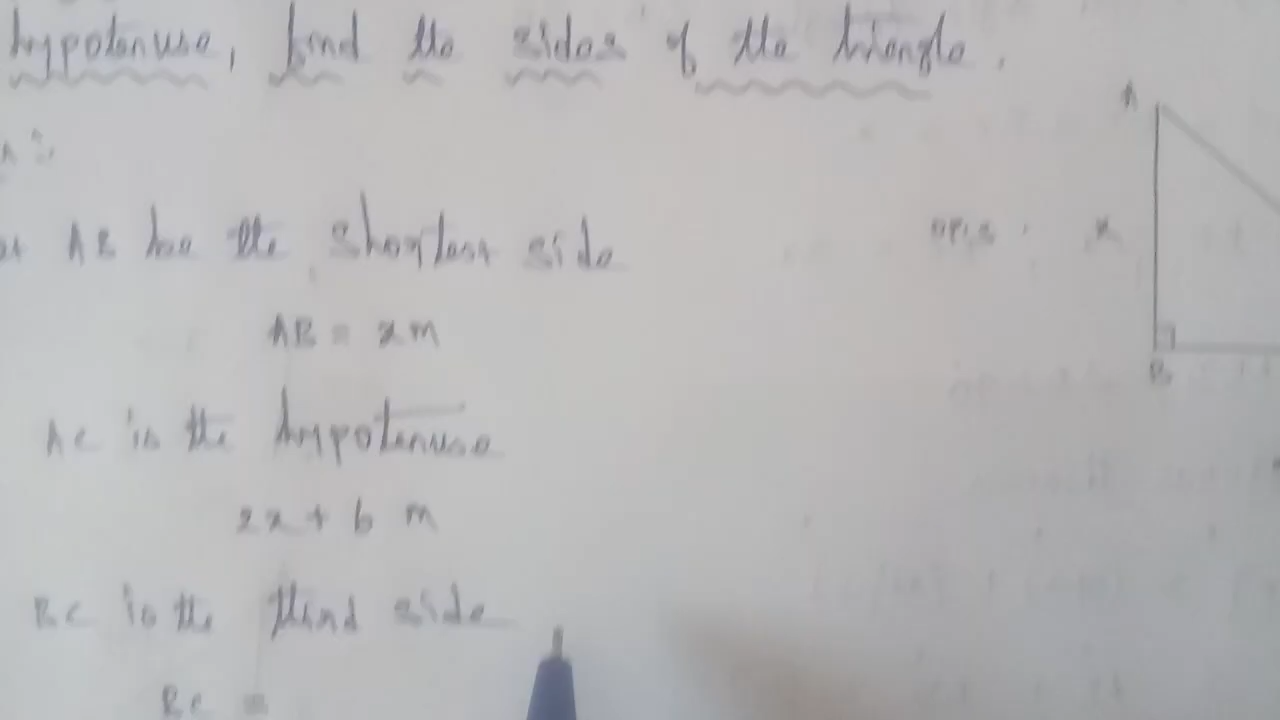 hypotenuse, find the sides of the triangle.
AB be the shortest side
AB = x m
AC is the hypotenuse
2x + 6 m
BC is the third side
BC =
A
x
B